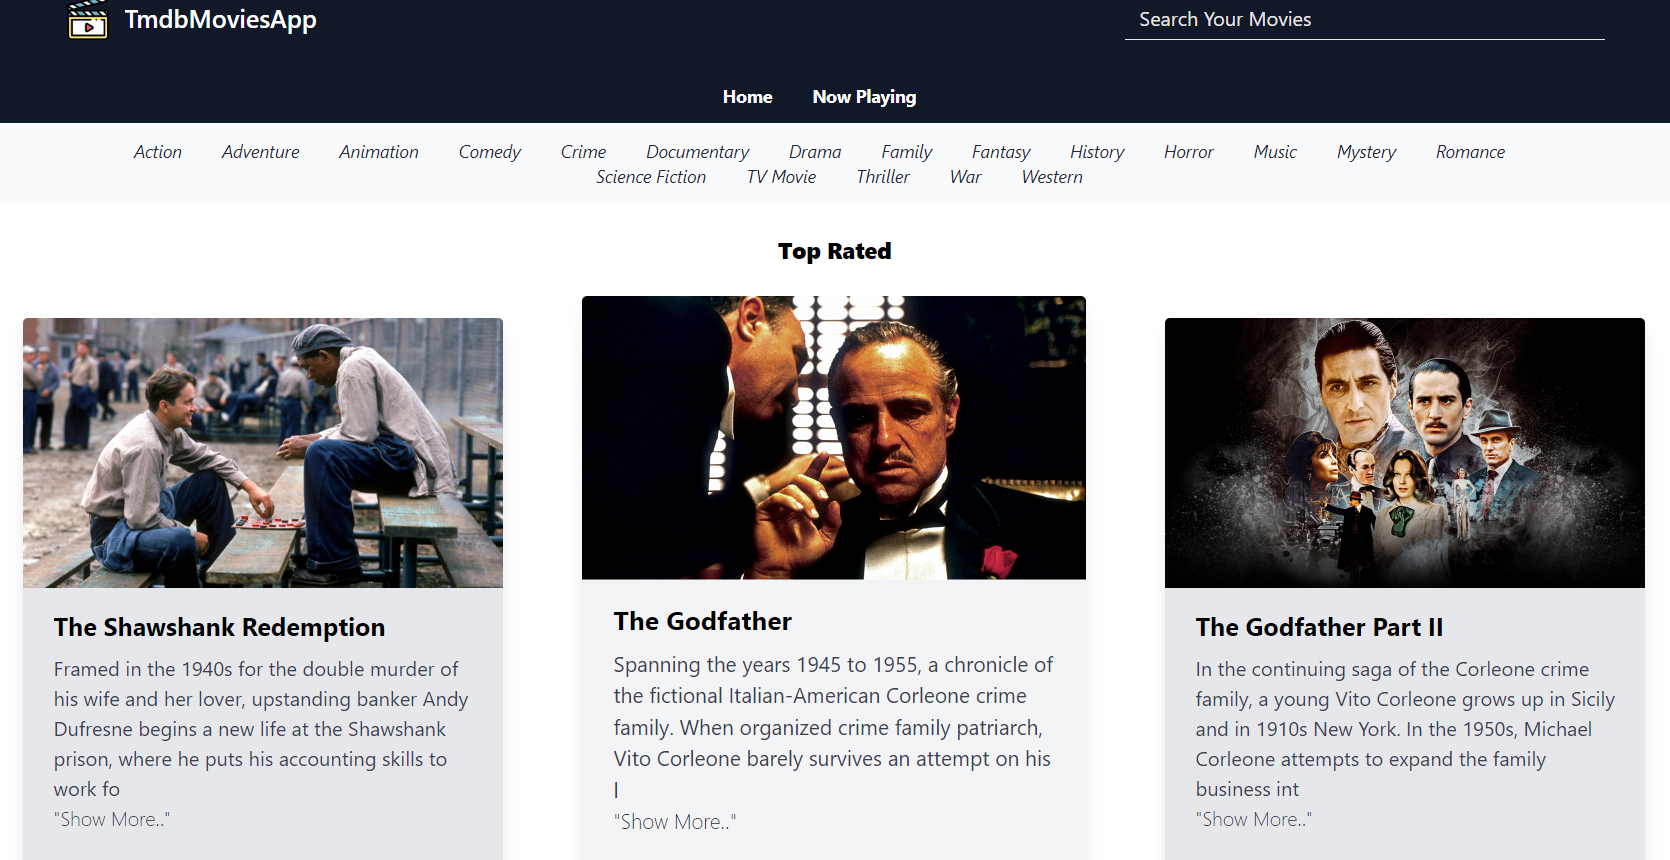 TmdbMoviesApp
Search Your Movies
Home Now Playing
Action Adventure Animation Comedy Crime Documentary Drama Family Fantasy History Horror Music Mystery Romance
Science Fiction TV Movie Thriller War Western
Top Rated
The Shawshank Redemption
Framed in the 1940s for the double murder of
his wife and her lover, upstanding banker Andy
Dufresne begins a new life at the Shawshank
prison, where he puts his accounting skills to
work fo
"Show More.."
The Godfather
Spanning the years 1945 to 1955, a chronicle of
the fictional Italian-American Corleone crime
family. When organized crime family patriarch,
Vito Corleone barely survives an attempt on his
l
"Show More.."
The Godfather Part II
In the continuing saga of the Corleone crime
family, a young Vito Corleone grows up in Sicily
and in 1910s New York. In the 1950s, Michael
Corleone attempts to expand the family
business int
"Show More.."